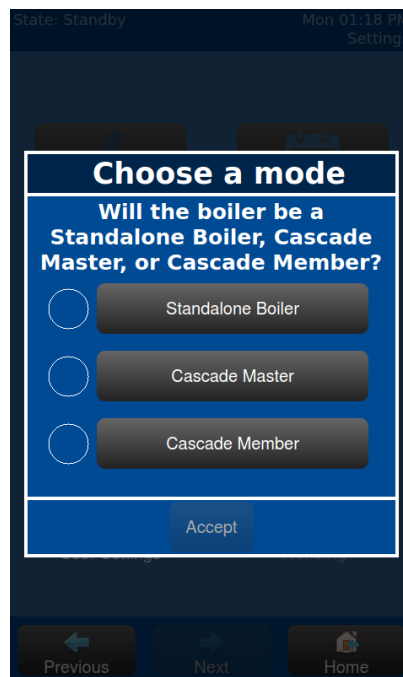 State: Standby
Mon 01:18 PM
Setting
Choose a mode
Will the boiler be a
Standalone Boiler, Cascade
Master, or Cascade Member?
Standalone Boiler
Cascade Master
Cascade Member
Accept
Previous
Next
Home